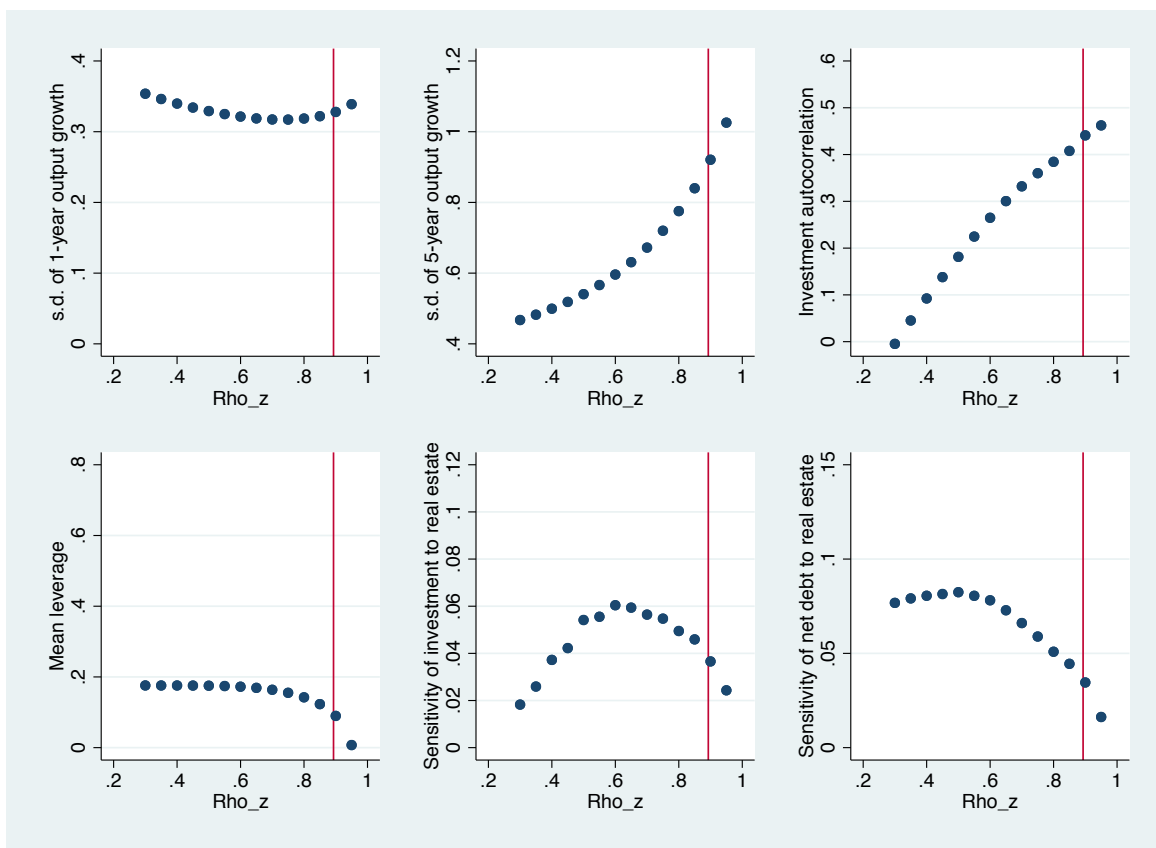 s.d. of 1-year output growth
0 .1 .2 .3 .4
.2 .4 .6 .8 1
Rho_z
s.d. of 5-year output growth
.4 .6 .8 1 1.2
.2 .4 .6 .8 1
Rho_z
Investment autocorrelation
0 .1 .2 .3 .4 .5 .6
.2 .4 .6 .8 1
Rho_z
Mean leverage
0 .2 .4 .6 .8
.2 .4 .6 .8 1
Rho_z
Sensitivity of investment to real estate
0 .02 .04 .06 .08 .1 .12
.2 .4 .6 .8 1
Rho_z
Sensitivity of net debt to real estate
0 .05 .1 .15
.2 .4 .6 .8 1
Rho_z